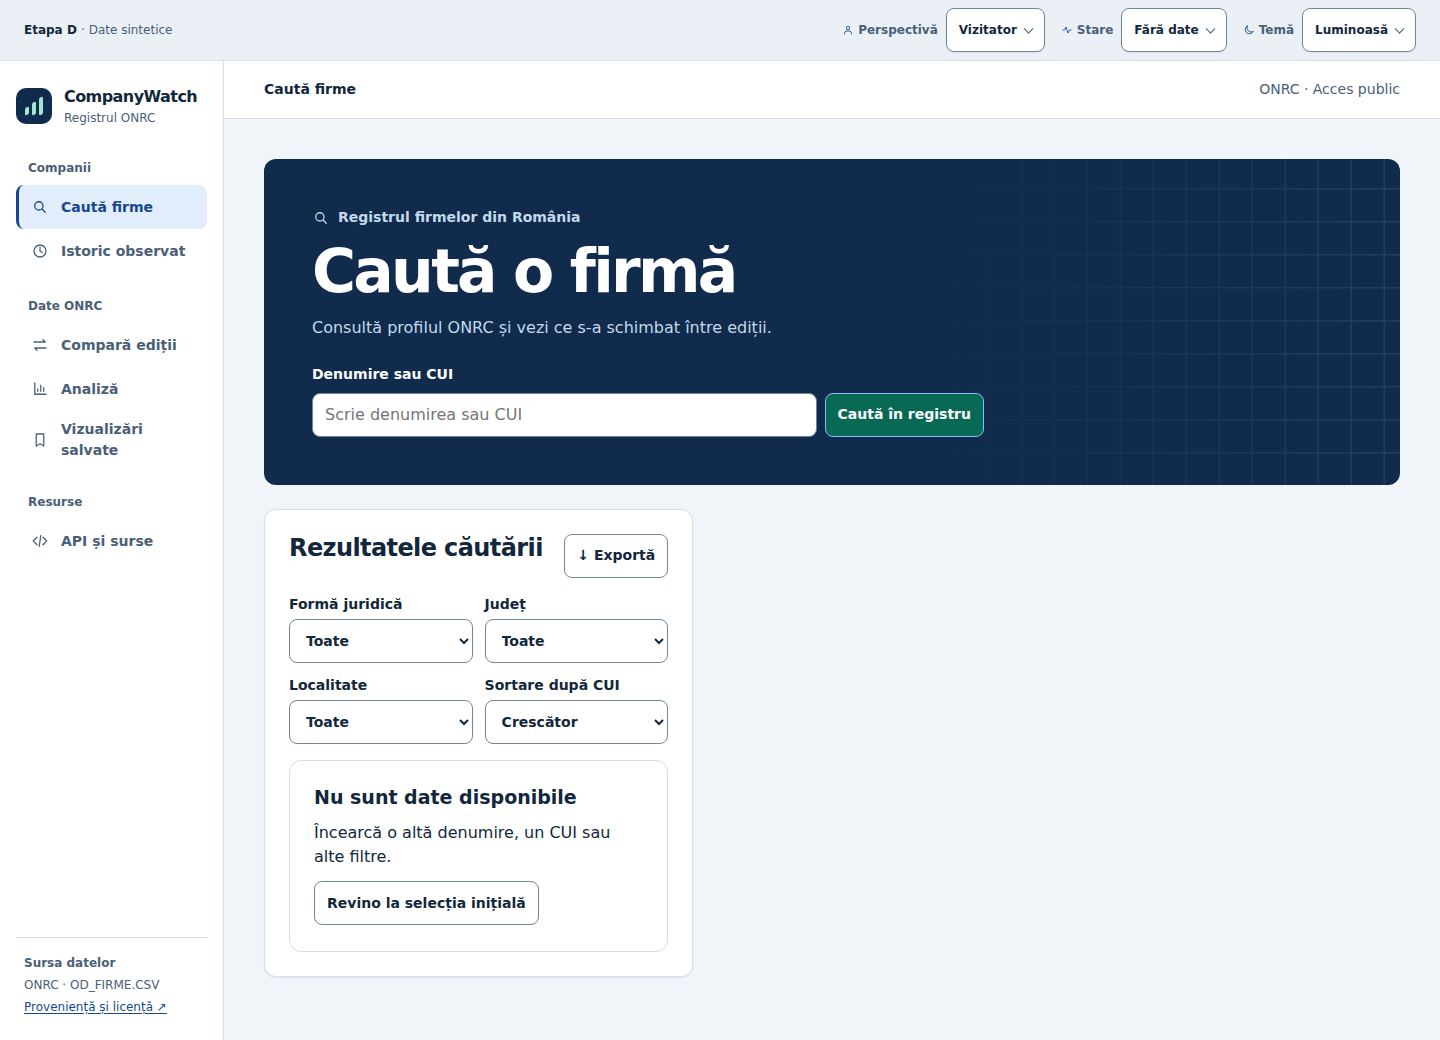 Etapa D · Date sintetice
Perspectivă
Vizitator
Stare
Fără date
Temă
Luminoasă
CompanyWatch
Registrul ONRC
Companii
Caută firme
Istoric observat
Date ONRC
Compară ediții
Analiză
Vizualizări
salvate
Resurse
API și surse
Sursa datelor
ONRC · OD_FIRME.CSV
Proveniență și licență ↗
Caută firme
ONRC · Acces public
Registrul firmelor din România
Caută o firmă
Consultă profilul ONRC și vezi ce s-a schimbat între ediții.
Denumire sau CUI
Scrie denumirea sau CUI
Caută în registru
Rezultatele căutării
↓ Exportă
Formă juridică
Județ
Toate
Toate
Localitate
Sortare după CUI
Toate
Crescător
Nu sunt date disponibile
Încearcă o altă denumire, un CUI sau
alte filtre.
Revino la selecția inițială